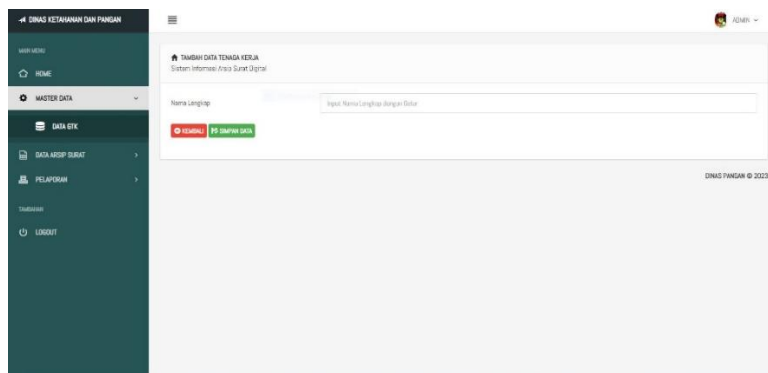 DINAS KETAHANAN DAN PANGAN
ADMIN
MAIN MENU
HOME
MASTER DATA
DATA GTK
DATA ARSIP SURAT
PELAPORAN
TAMBAHAN
LOGOUT
TAMBAH DATA TENAGA KERJA
Sistem Informasi Arsip Surat Digital
Nama Lengkap
Input Nama Lengkap dengan Gelar
KEMBALI
SIMPAN DATA
DINAS PANGAN © 2023